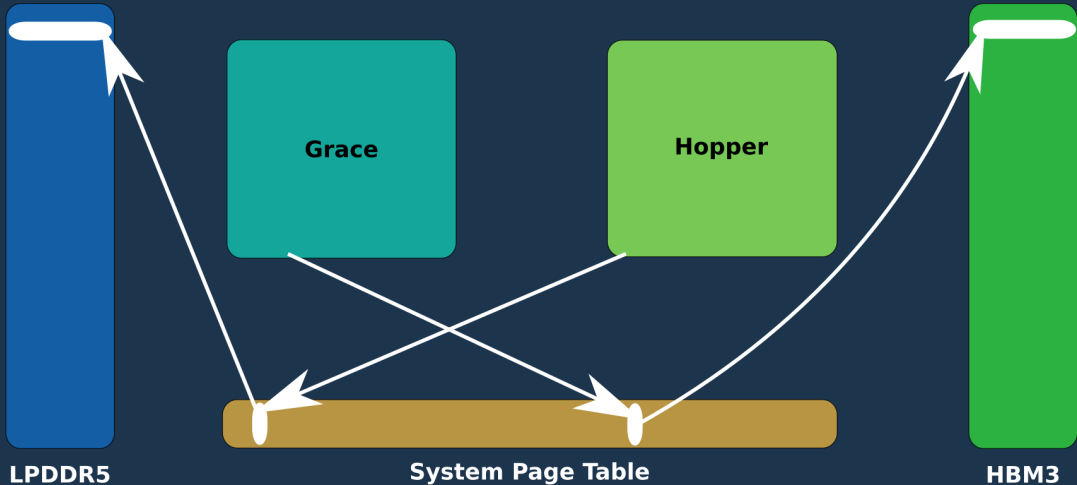 Grace
Hopper
LPDDR5
System Page Table
HBM3